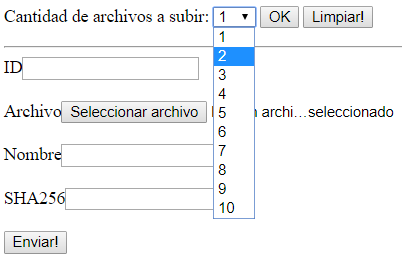 Cantidad de archivos a subir: 1 OK Limpiar!
1
2
ID
3
4
Archivo Seleccionar archivo archi...seleccionado
5
6
Nombre
7
8
SHA256
9
10
Enviar!